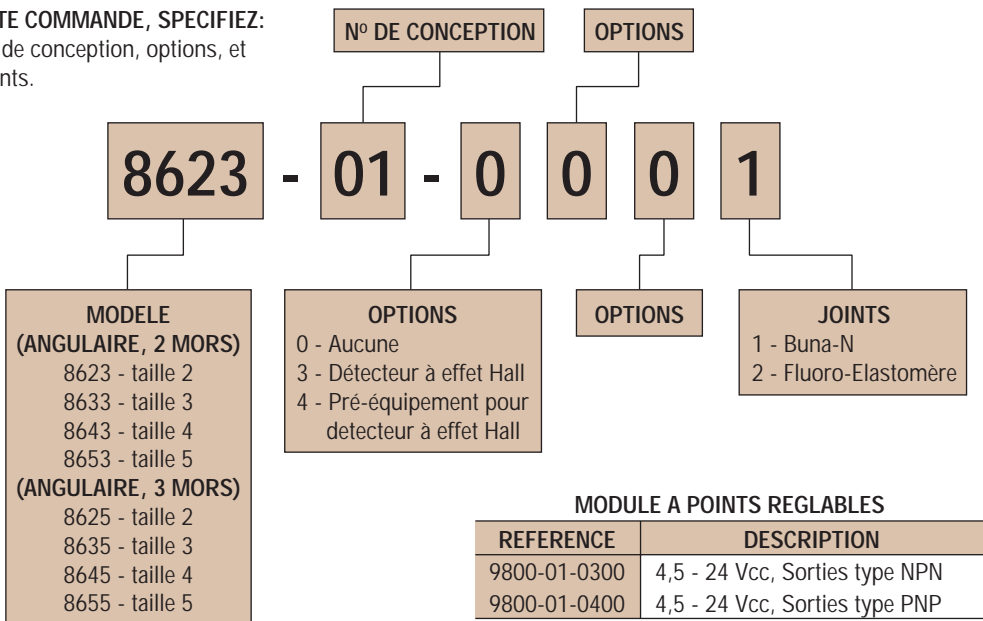 TE COMMANDE, SPECIFIEZ:
de conception, options, et
nts.
Nº DE CONCEPTION
OPTIONS
8623 - 01 - 0 0 0 1
MODELE
(ANGULAIRE, 2 MORS)
8623 - taille 2
8633 - taille 3
8643 - taille 4
8653 - taille 5
(ANGULAIRE, 3 MORS)
8625 - taille 2
8635 - taille 3
8645 - taille 4
8655 - taille 5
OPTIONS
0 - Aucune
3 - Détecteur à effet Hall
4 - Pré-équipement pour
detecteur à effet Hall
OPTIONS
JOINTS
1 - Buna-N
2 - Fluoro-Elastomère
MODULE A POINTS REGLABLES
REFERENCE DESCRIPTION
9800-01-0300 4,5 - 24 Vcc, Sorties type NPN
9800-01-0400 4,5 - 24 Vcc, Sorties type PNP